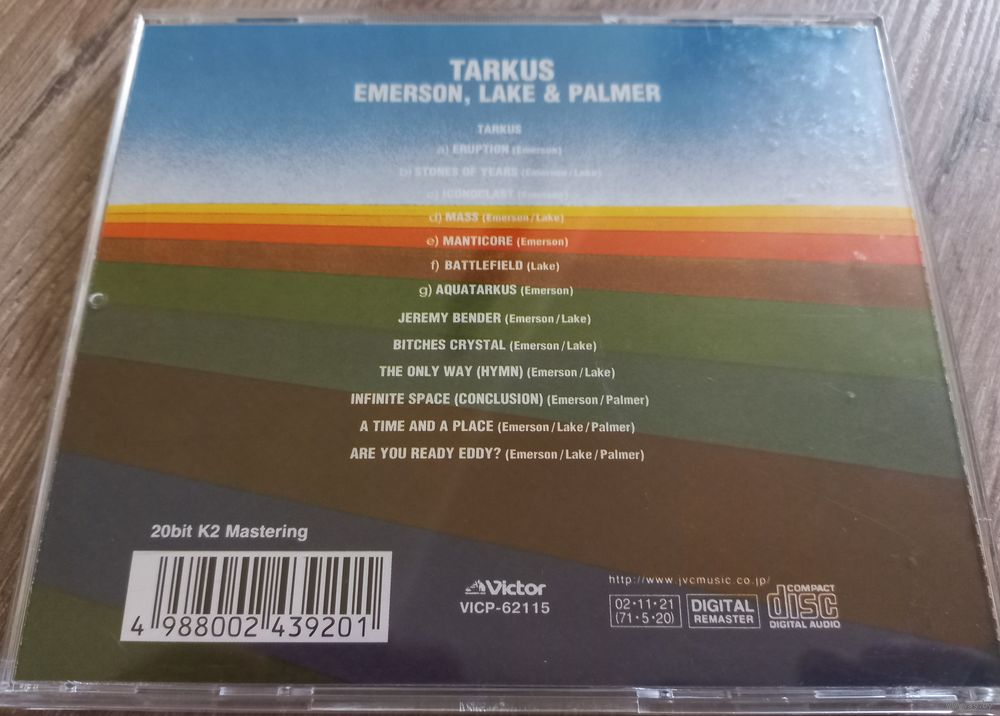 TARKUS
EMERSON, LAKE & PALMER
TARKUS
a) ERUPTION (Emerson)
b) STONES OF YEARS (Emerson/Lake)
c) ICONOCLAST (Emerson)
d) MASS (Emerson/Lake)
e) MANTICORE (Emerson)
f) BATTLEFIELD (Lake)
g) AQUATARKUS (Emerson)
JEREMY BENDER (Emerson/Lake)
BITCHES CRYSTAL (Emerson/Lake)
THE ONLY WAY (HYMN) (Emerson/Lake)
INFINITE SPACE (CONCLUSION) (Emerson/Palmer)
A TIME AND A PLACE (Emerson/Lake/Palmer)
ARE YOU READY EDDY? (Emerson/Lake/Palmer)
20bit K2 Mastering
4 988002 439201
Victor
VICP-62115
http://www.jvcmusic.co.jp/
02・11・21
(71・5・20)
DIGITAL
REMASTER
COMPACT
disc
DIGITAL AUDIO